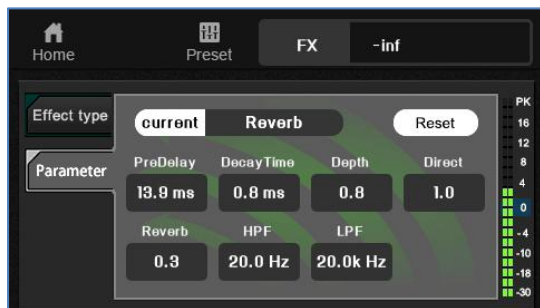 Home
Preset
FX
-inf
Effect type
Parameter
current
Reverb
Reset
PreDelay
DecayTime
Depth
Direct
13.9 ms
0.8 ms
0.8
1.0
Reverb
HPF
LPF
0.3
20.0 Hz
20.0k Hz
PK
16
12
8
4
0
-4
-10
-18
-30